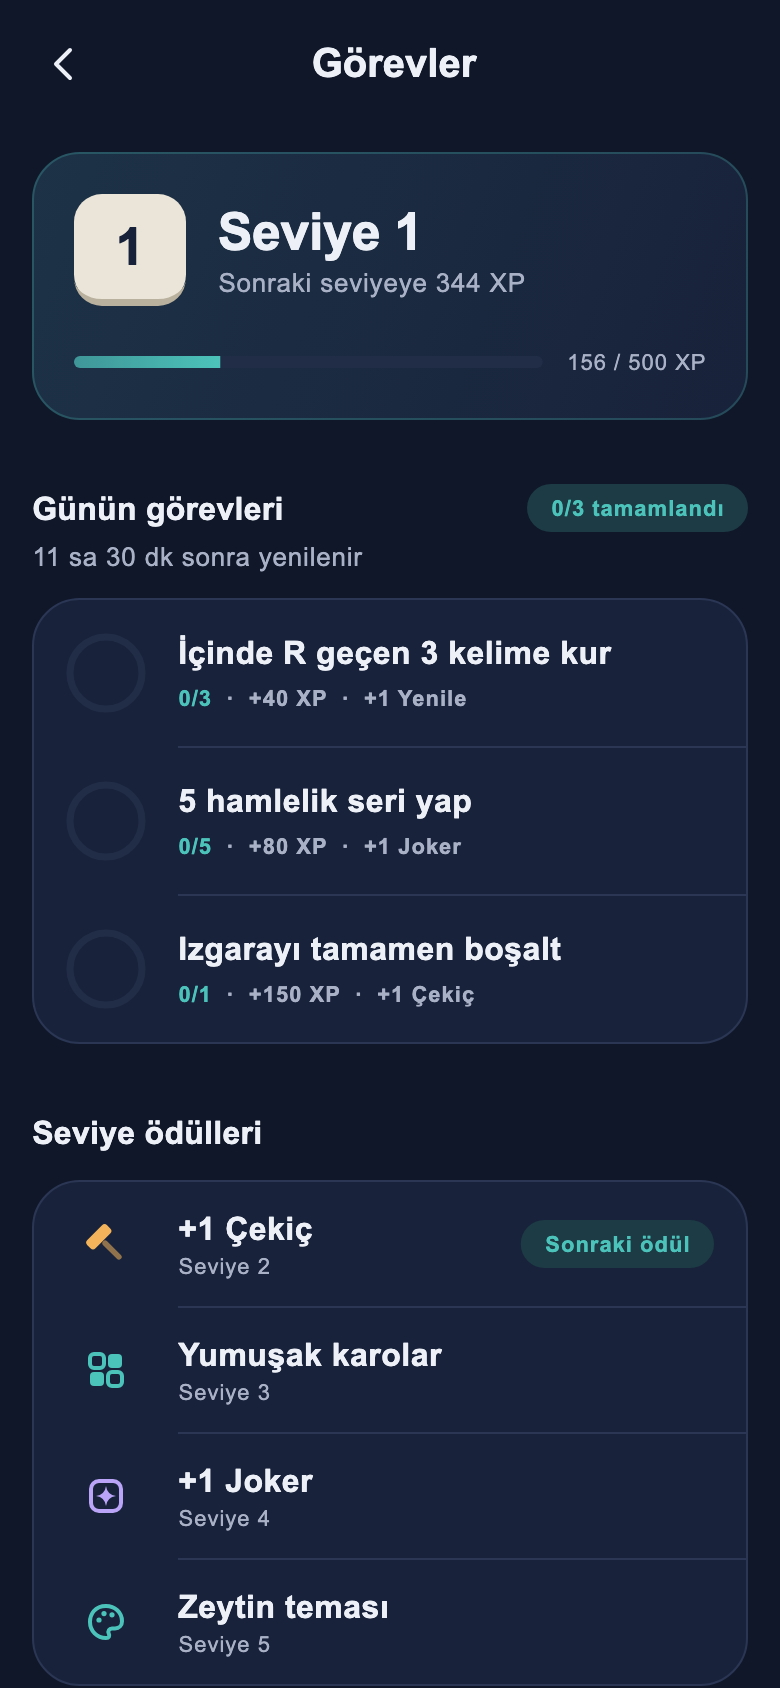 Görevler
1
Seviye 1
Sonraki seviyeye 344 XP
156 / 500 XP
Günün görevleri
0/3 tamamlandı
11 sa 30 dk sonra yenilenir
İçinde R geçen 3 kelime kur
0/3 · +40 XP · +1 Yenile
5 hamlelik seri yap
0/5 · +80 XP · +1 Joker
Izgarayı tamamen boşalt
0/1 · +150 XP · +1 Çekiç
Seviye ödülleri
+1 Çekiç
Seviye 2
Sonraki ödül
Yumuşak karolar
Seviye 3
+1 Joker
Seviye 4
Zeytin teması
Seviye 5